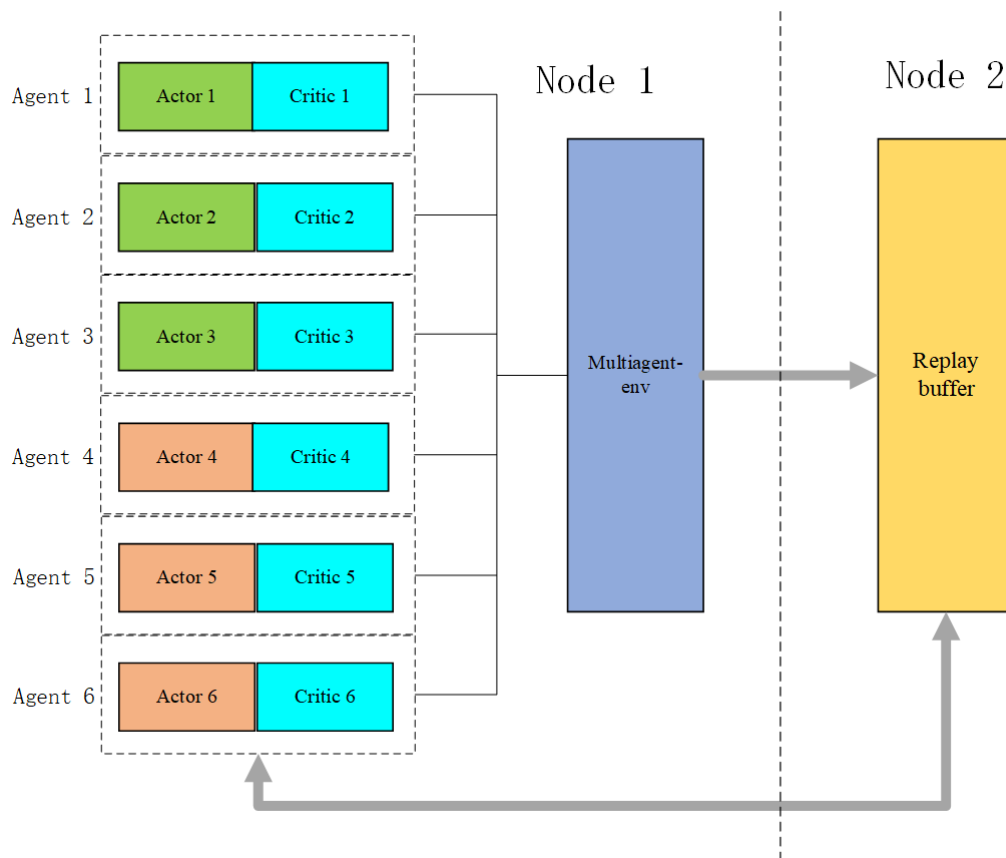 Node 1
Node 2
Agent 1
Actor 1
Critic 1
Agent 2
Actor 2
Critic 2
Agent 3
Actor 3
Critic 3
Multiagent-
env
Replay
buffer
Agent 4
Actor 4
Critic 4
Agent 5
Actor 5
Critic 5
Agent 6
Actor 6
Critic 6